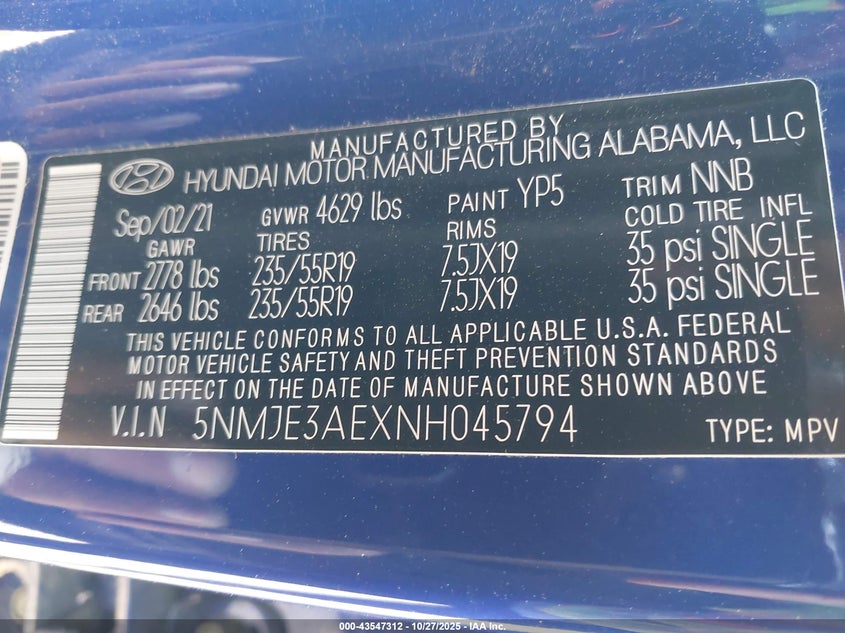 MANUFACTURED BY
HYUNDAI MOTOR MANUFACTURING ALABAMA, LLC
Sep/02/21 GVWR 4629 lbs PAINT YP5 TRIM NNB
GAWR TIRES RIMS COLD TIRE INFL
FRONT 2778 lbs 235/55R19 7.5JX19 35 psi SINGLE
REAR 2646 lbs 235/55R19 7.5JX19 35 psi SINGLE
THIS VEHICLE CONFORMS TO ALL APPLICABLE U.S.A. FEDERAL
MOTOR VEHICLE SAFETY AND THEFT PREVENTION STANDARDS
IN EFFECT ON THE DATE OF MANUFACTURE SHOWN ABOVE
V.I.N 5NMJE3AEXNH045794 TYPE: MPV
000-43547312 - 10/27/2025 - IAA Inc.